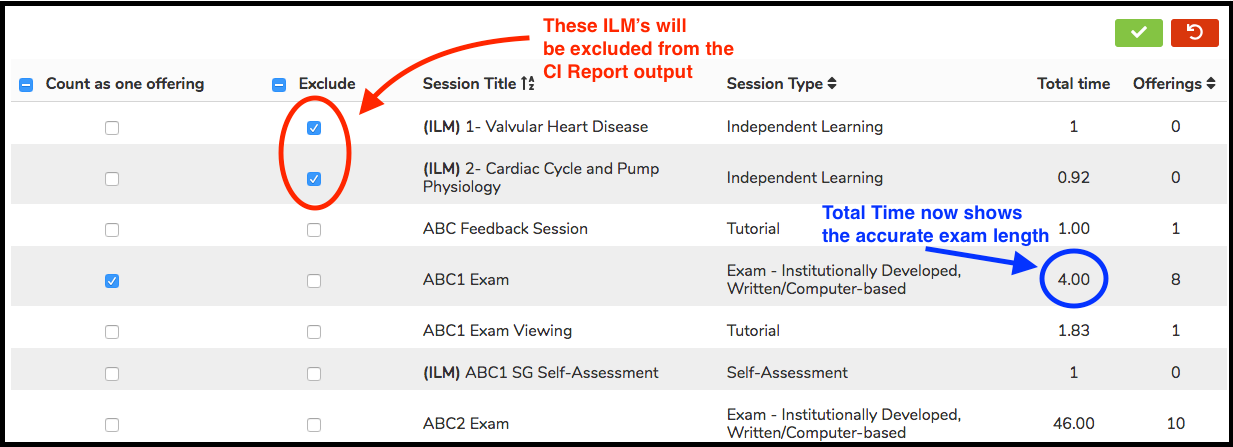 These ILM's will
be excluded from the
CI Report output
Count as one offering Exclude Session Title Session Type Total time Offerings
(ILM) 1- Valvular Heart Disease Independent Learning 1 0
(ILM) 2- Cardiac Cycle and Pump
Physiology Independent Learning 0.92 0
Total Time now shows
the accurate exam length
ABC Feedback Session Tutorial 1.00 1
ABC1 Exam Exam - Institutionally Developed,
Written/Computer-based 4.00 8
ABC1 Exam Viewing Tutorial 1.83 1
(ILM) ABC1 SG Self-Assessment Self-Assessment 1 0
ABC2 Exam Exam - Institutionally Developed,
Written/Computer-based 46.00 10